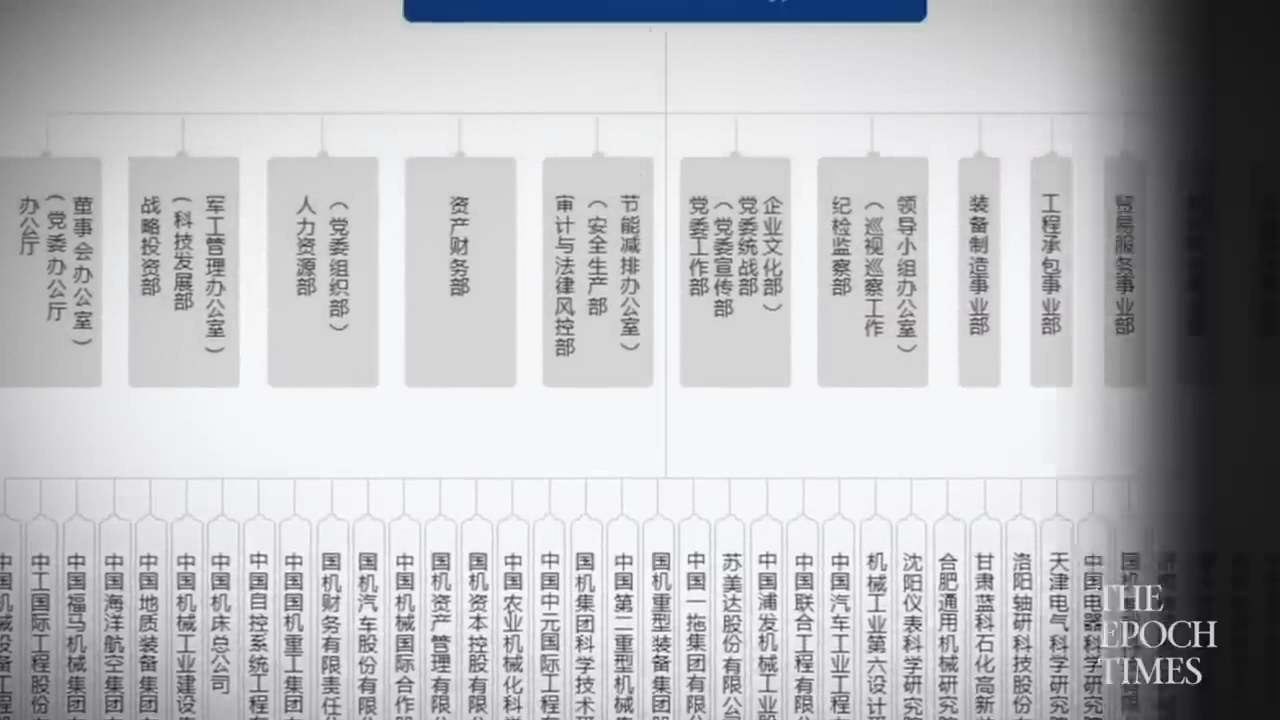 办公厅
（党委办公厅
董事会办公室）
战略投资部
（科技发展部
军工管理办公室）
人力资源部
（党委组织部）
资产财务部
审计与法律风控部
（安全生产部
节能减排办公室）
党委工作部
（党委宣传部
党委统战部
企业文化部）
纪检监察部
（巡视巡察工作
领导小组办公室）
装备制造事业部
工程承包事业部
贸易服务事业部
中国机械设备工程
中工国际工程股份
中国福马机械集团
中国海洋航空集团
中国地质装备集团
中国机械工业建设
中国机床总公司
中国自控系统工程
中国国机重工集团
国机财务有限责任
国机汽车股份有限
中国机械国际合作
国机资产管理有限
国机资本控股有限
中国农业机械化科
中国中元国际工程
国机集团科学技术
中国第二重型机械
国机重型装备集团
中国一拖集团有限
苏美达股份有限公
中国浦发机械工业
中国联合工程有限
中国汽车工业工程
机械工业第六设计
沈阳仪表科学研究
合肥通用机械研究
甘肃蓝科石化高新
洛阳轴研科技股份
天津电气科学研究
中国电器科学研究
THE
EPOCH
TIMES